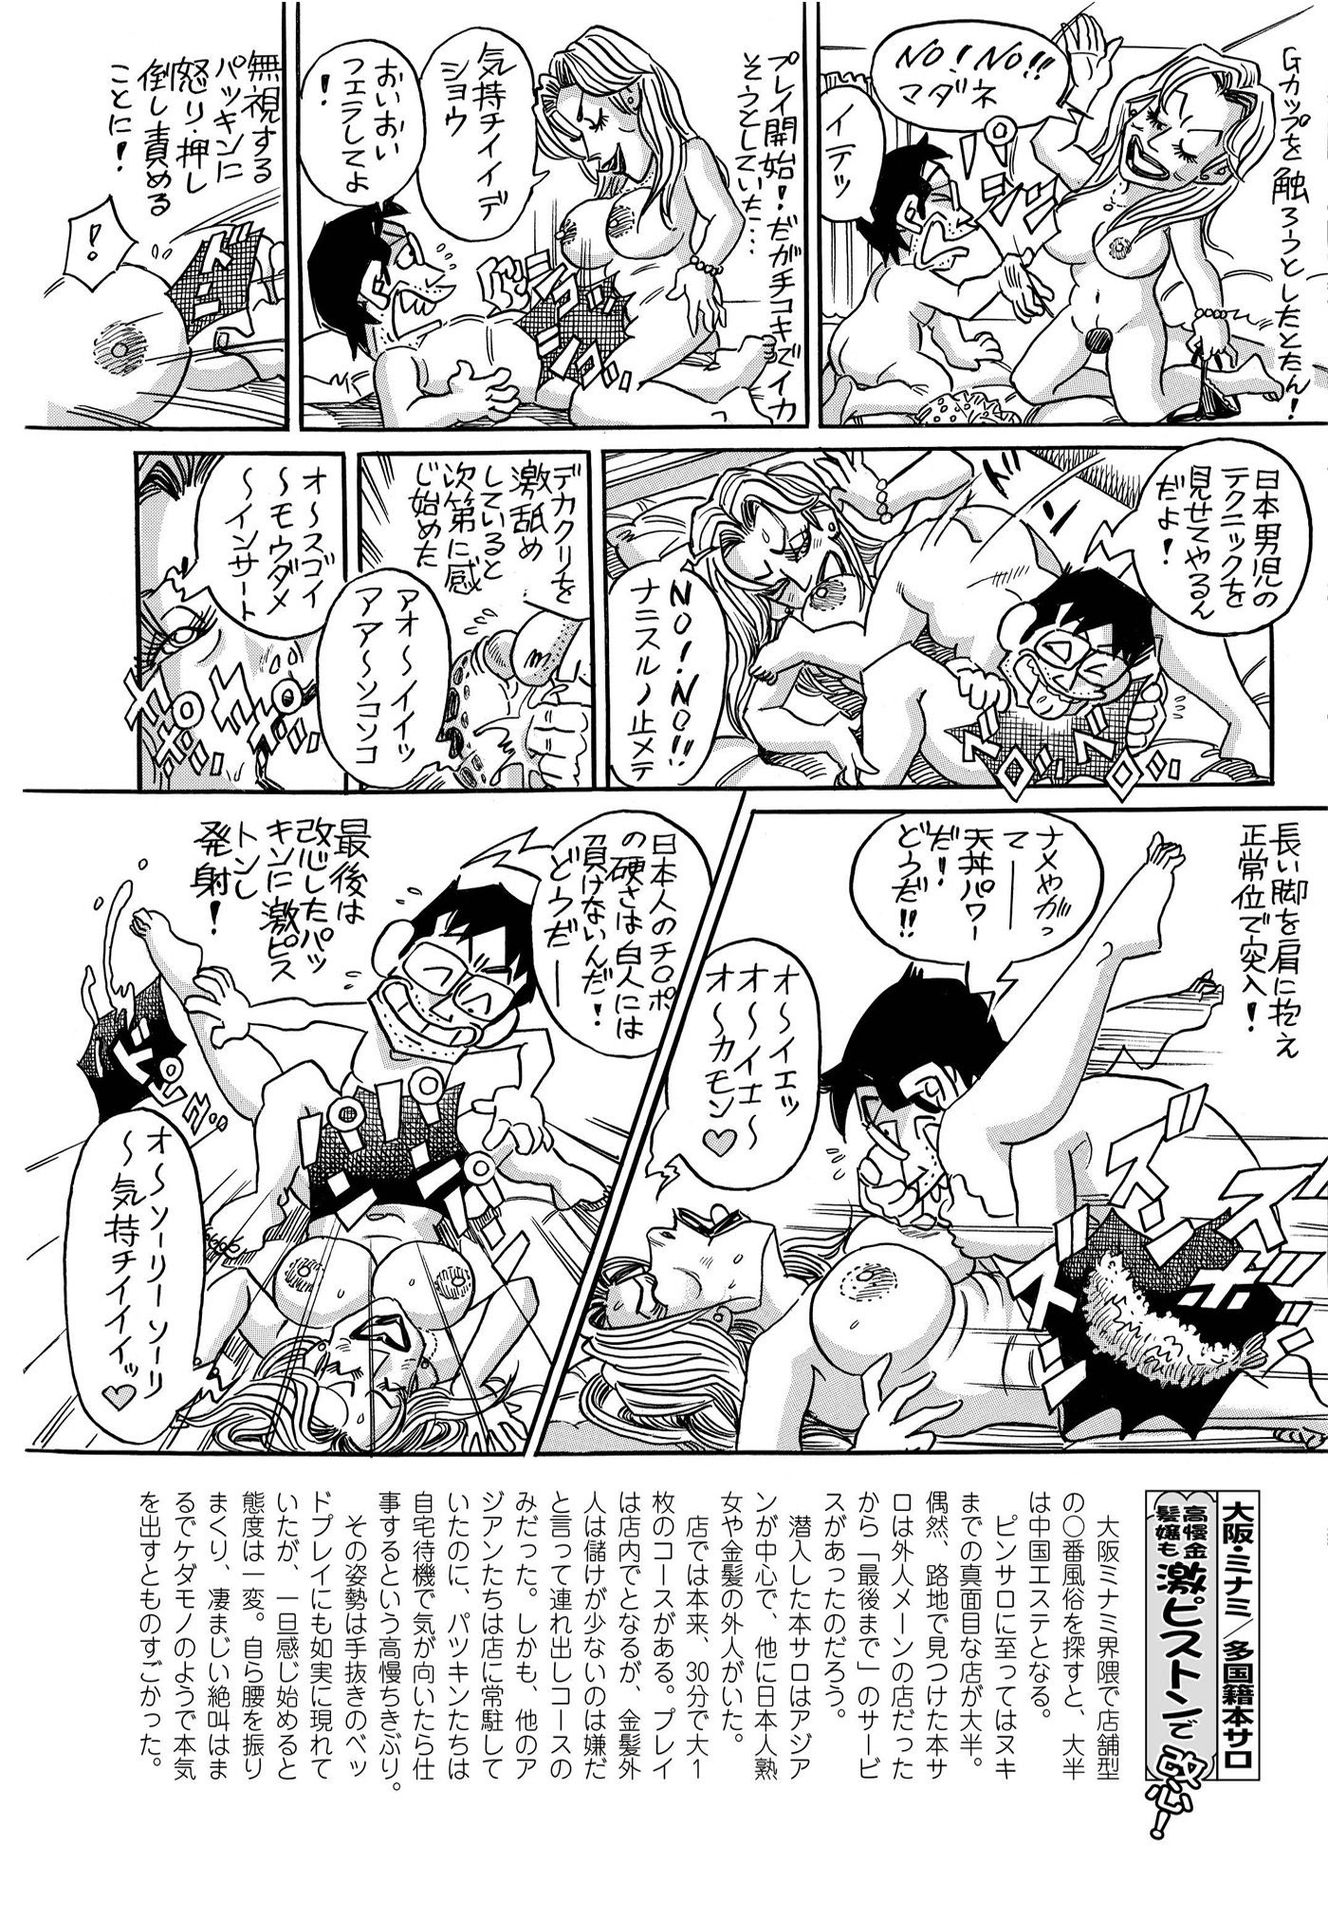 Gカップを触ろうとしたとたん!
NO!NO!!
マダネ
イデッ
プレイ開始!だがチコキでイカ
そうとしていた…
気持チイイデ
ショウ
おいおい
フェラしてよ
!
無視する
パッキンに
怒り・押し
倒し責める
ことに!
!
日本男児の
テクニックを
見せてやるん
だよ!
NO!NO!!
ナニスルノ止メテ
デカクリを
激舐め
していると
次第に感
じ始めた
アオ〜イイッ
アア〜ソコンコ
オ〜スゴイ
〜モウダメ
〜インサート
長い脚を肩に抱え
正常位で突入!
ナメやがっ
てー
天丼パワー
だ!
どうだ!!
オ〜イエッ
オ〜イエ〜
オ〜カモン♡
日本人のチ○ポ
の硬さは白人には
負けないんだ!
どうだー
最後は
改心したパッ
キンに激ピス
トンし
発射!
オ〜ソーリーソーリ
〜気持チイイイッ♡
大阪・ミナミ/多国籍本サロ
高慢金
髪嬢も
激ピストンで
改心!
大阪ミナミ界隈で店舗型
の○番風俗を探すと、大半
は中国エステとなる。
ピンサロに至ってはヌキ
までの真面目な店が大半。
偶然、路地で見つけた本サ
ロは外人メーンの店だった
から「最後まで」のサービ
スがあったのだろう。
潜入した本サロはアジア
ンが中心で、他に日本人熟
女や金髪の外人がいた。
店では本来、30分で大1
枚のコースがある。プレイ
は店内でとなるが、金髪外
人は儲けが少ないのは嫌だ
と言って連れ出しコースの
みだった。しかも、他のア
ジアンたちは店に常駐して
いたのに、パツキンたちは
自宅待機で気が向いたら仕
事するという高慢ちきぶり。
その姿勢は手抜きのベッ
ドプレイにも如実に現れて
いたが、一旦感じ始めると
態度は一変。自ら腰を振り
まくり、凄まじい絶叫はま
るでケダモノのようで本気
を出すとものすごかった。